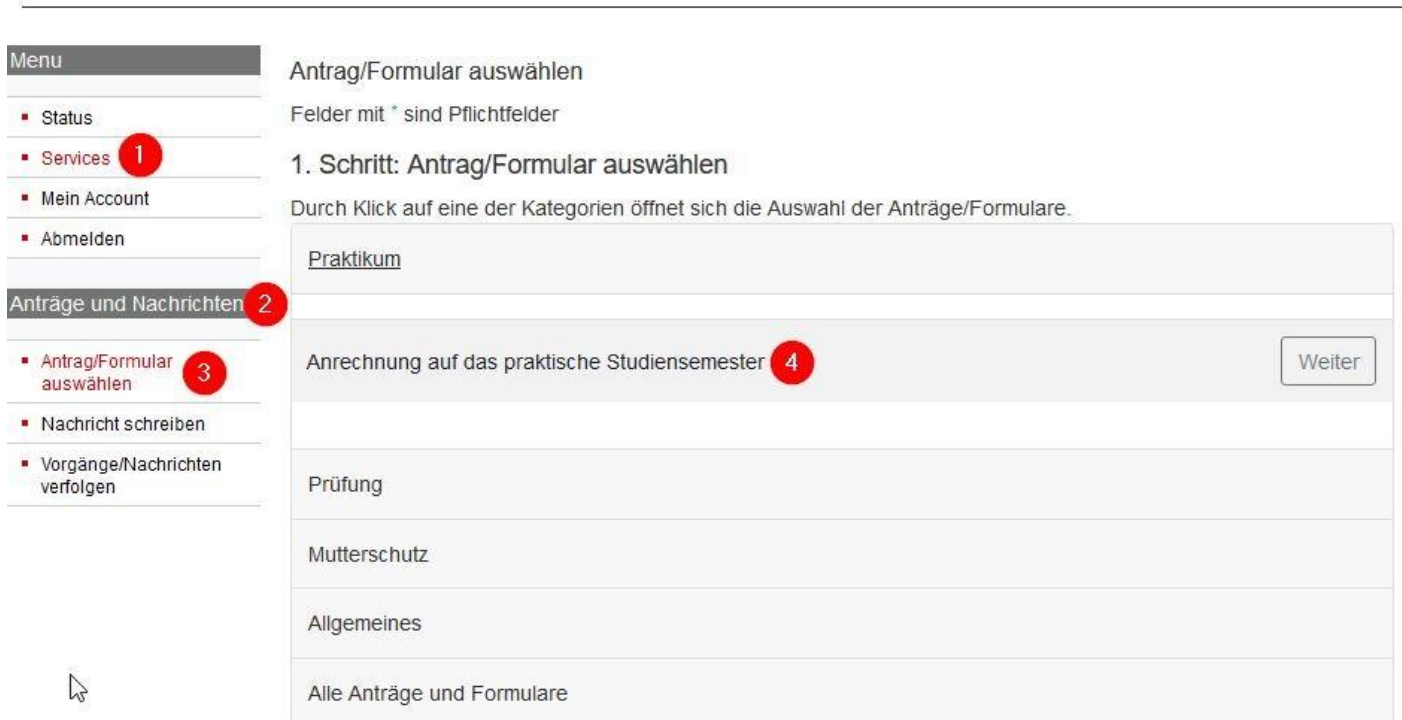 Menu
Status
Services 1
Mein Account
Abmelden
Anträge und Nachrichten 2
Antrag/Formular
auswählen 3
Nachricht schreiben
Vorgänge/Nachrichten
verfolgen
Antrag/Formular auswählen
Felder mit * sind Pflichtfelder
1. Schritt: Antrag/Formular auswählen
Durch Klick auf eine der Kategorien öffnet sich die Auswahl der Anträge/Formulare.
Praktikum
Anrechnung auf das praktische Studiensemester 4 Weiter
Prüfung
Mutterschutz
Allgemeines
Alle Anträge und Formulare